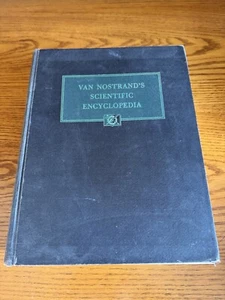 VAN NOSTRAND'S
SCIENTIFIC
ENCYCLOPEDIA